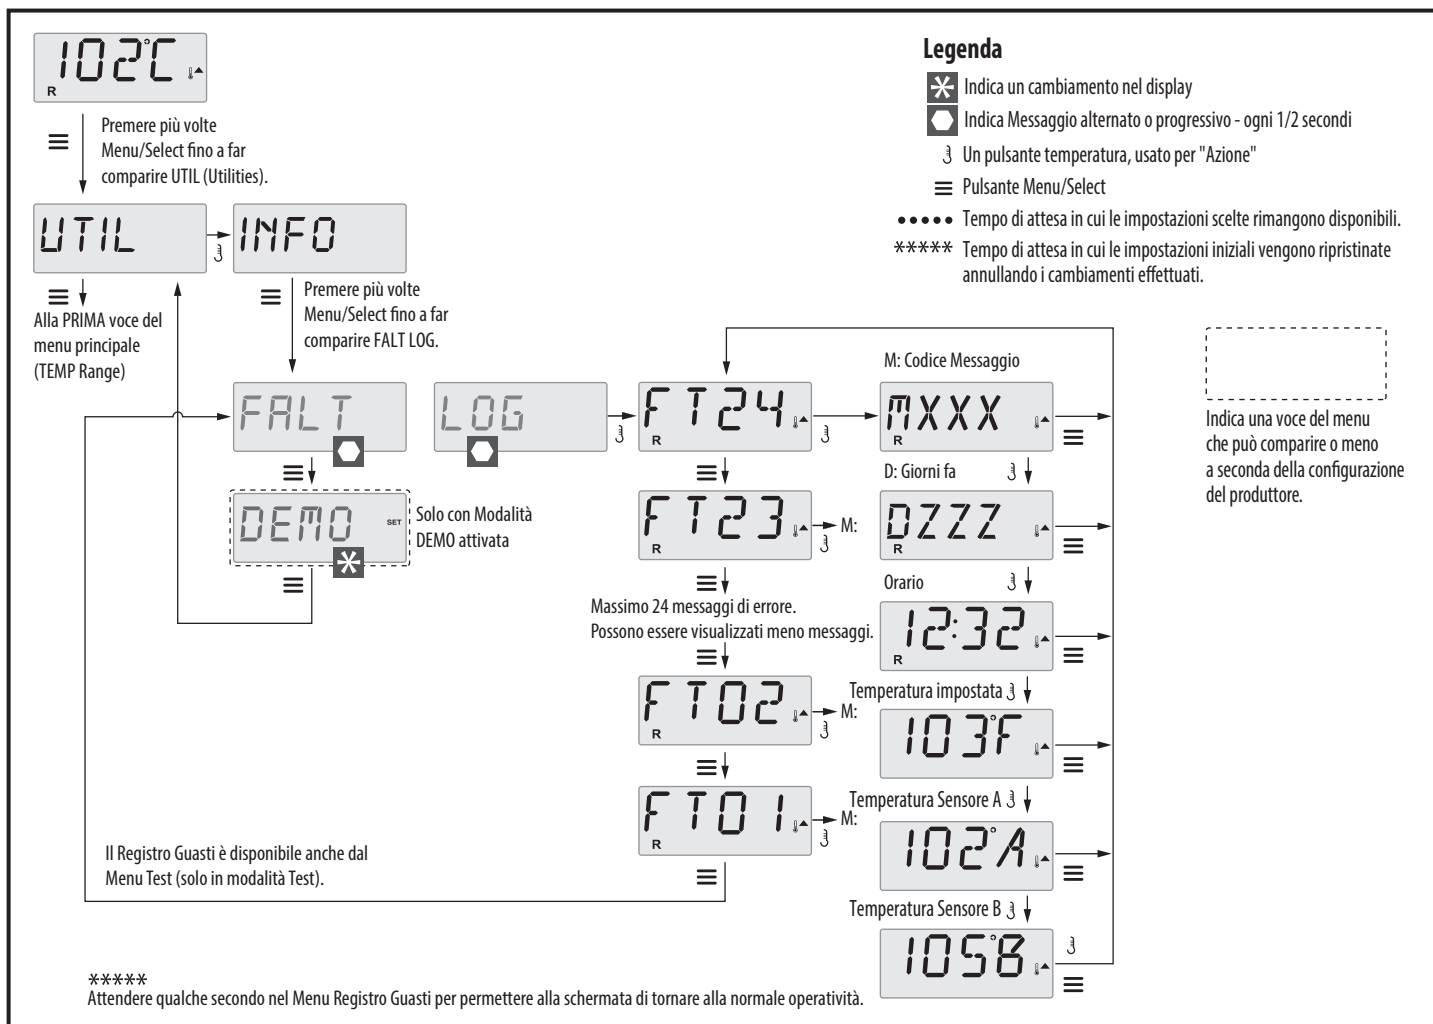 102°C
R
Premere più volte
Menu/Select fino a far
comparire UTIL (Utilities).
UTIL
INFO
Alla PRIMA voce del
menu principale
(TEMP Range)
Premere più volte
Menu/Select fino a far
comparire FALT LOG.
FALT
LOG
DEMO
SET
Solo con Modalità
DEMO attivata
Legenda
Indica un cambiamento nel display
Indica Messaggio alternato o progressivo - ogni 1/2 secondi
Un pulsante temperatura, usato per "Azione"
Pulsante Menu/Select
••••• Tempo di attesa in cui le impostazioni scelte rimangono disponibili.
***** Tempo di attesa in cui le impostazioni iniziali vengono ripristinate
annullando i cambiamenti effettuati.
Indica una voce del menu
che può comparire o meno
a seconda della configurazione
del produttore.
FT24
R
FT23
R
M:
Massimo 24 messaggi di errore.
Possono essere visualizzati meno messaggi.
FT02
R
M:
FT01
R
M:
M: Codice Messaggio
MXXX
R
D: Giorni fa
DZZZ
R
Orario
12:32
R
Temperatura impostata
103°F
Temperatura Sensore A
102°A
Temperatura Sensore B
105°B
Il Registro Guasti è disponibile anche dal
Menu Test (solo in modalità Test).
*****
Attendere qualche secondo nel Menu Registro Guasti per permettere alla schermata di tornare alla normale operatività.